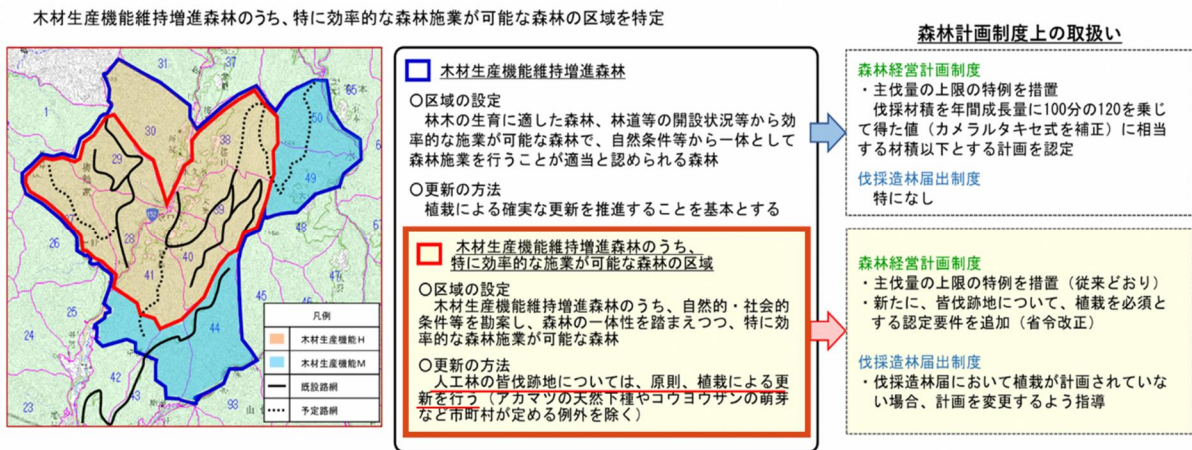 木材生産機能維持増進森林のうち、特に効率的な森林施業が可能な森林の区域を特定
31
37
65
1
30
38
50
29
49
27
39
48
26
28
47
41
40
25
45
46
44
24
42
43
23
93
凡例
木材生産機能H
木材生産機能M
既設路網
予定路網
木材生産機能維持増進森林
○区域の設定
林木の生育に適した森林、林道等の開設状況等から効
率的な施業が可能な森林で、自然条件等から一体として
森林施業を行うことが適当と認められる森林
○更新の方法
植栽による確実な更新を推進することを基本とする
木材生産機能維持増進森林のうち、
特に効率的な施業が可能な森林の区域
○区域の設定
木材生産機能維持増進森林のうち、自然的・社会的
条件等を勘案し、森林の一体性を踏まえつつ、特に効
率的な森林施業が可能な森林
○更新の方法
人工林の皆伐跡地については、原則、植栽による更
新を行う（アカマツの天然下種やコウヨウザンの萌芽
など市町村が定める例外を除く）
森林計画制度上の取扱い
森林経営計画制度
・主伐量の上限の特例を措置
伐採材積を年間成長量に100分の120を乗じ
て得た値（カメラルタキセ式を補正）に相当
する材積以下とする計画を認定
伐採造林届出制度
特になし
森林経営計画制度
・主伐量の上限の特例を措置（従来どおり）
・新たに、皆伐跡地について、植栽を必須と
する認定要件を追加（省令改正）
伐採造林届出制度
・伐採造林届において植栽が計画されていな
い場合、計画を変更するよう指導